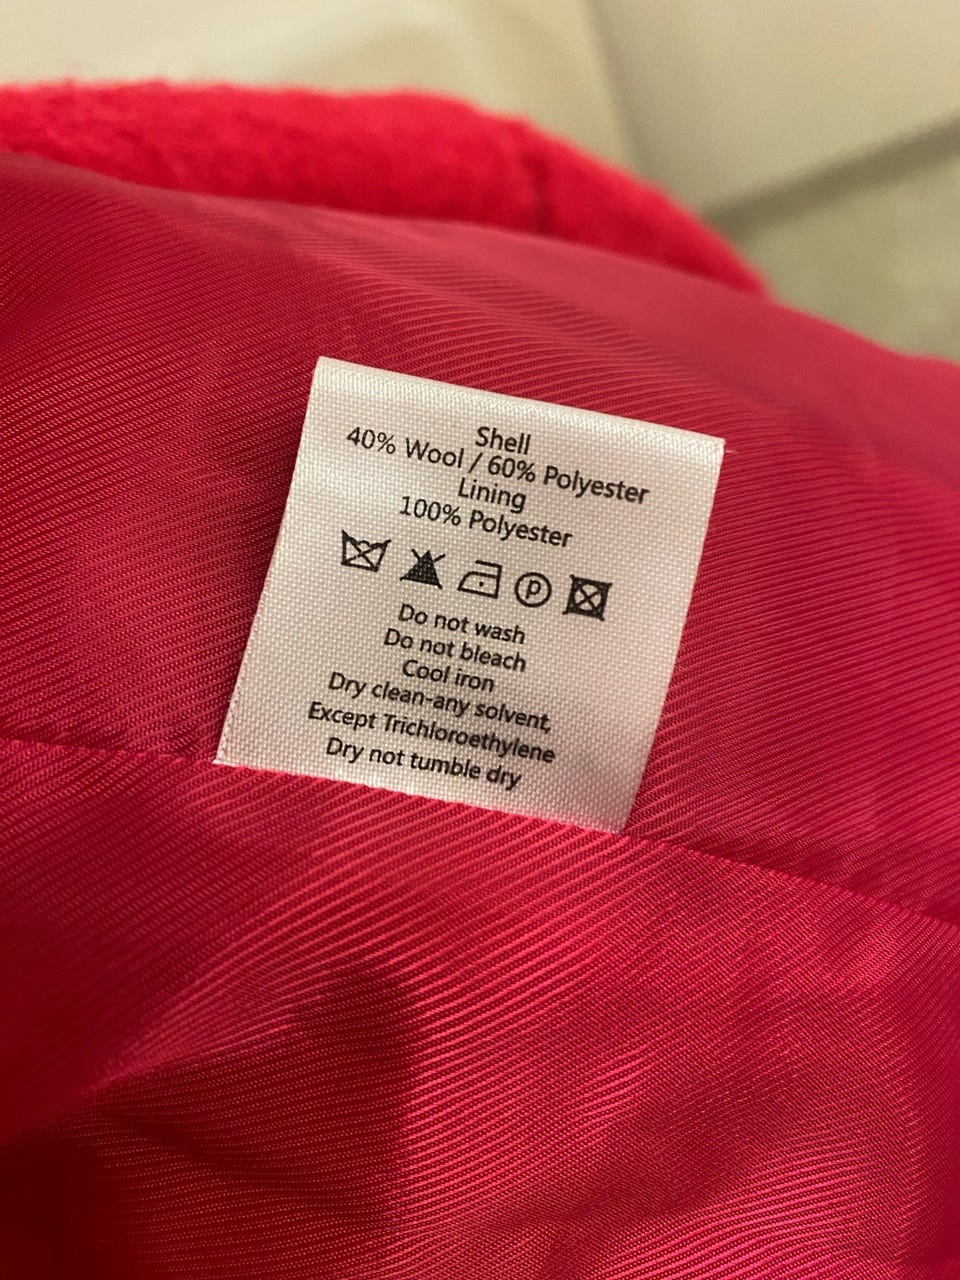 Shell
40% Wool / 60% Polyester
Lining
100% Polyester
P
Do not wash
Do not bleach
Cool iron
Dry clean-any solvent,
Except Trichloroethylene
Dry not tumble dry